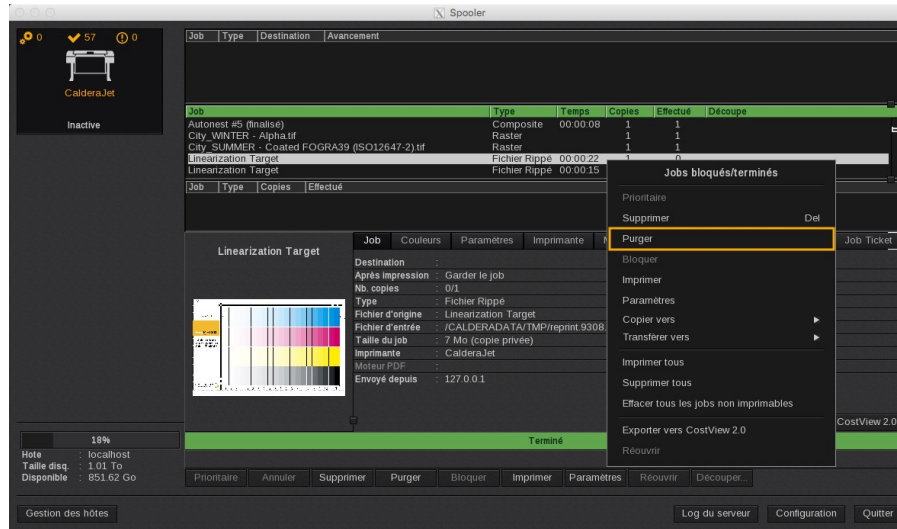 Spooler
0 57 0
CalderaJet
Inactive
Job Type Destination Avancement
Job Type Temps Copies Effectué Découpe
Autonest #5 (finalisé) Composite 00:00:08 1 1
City_WINTER - Alpha.tif Raster 1 1
City_SUMMER - Coated FOGRA39 (ISO12647-2).tif Raster 1 1
Linearization Target Fichier Rippé 00:00:22 1 0
Linearization Target Fichier Rippé 00:00:15
Job Type Copies Effectué
Jobs bloqués/terminés
Prioritaire
Supprimer Del
Purger
Bloquer
Imprimer
Paramètres
Copier vers
Transférer vers
Imprimer tous
Supprimer tous
Effacer tous les jobs non imprimables
Exporter vers CostView 2.0
Réouvrir
Linearization Target
Job Couleurs Paramètres Imprimante Job Ticket
Destination :
Après impression : Garder le job
Nb. copies : 0/1
Type : Fichier Rippé
Fichier d'origine : Linearization Target
Fichier d'entrée : /CALDERADATA/TMP/reprint.9308.
Taille du job : 7 Mo (copie privée)
Imprimante : CalderaJet
Moteur PDF :
Envoyé depuis : 127.0.0.1
CostView 2.0
Terminé
18%
Hote : localhost
Taille disq. : 1.01 To
Disponible : 851.62 Go
Prioritaire Annuler Supprimer Purger Bloquer Imprimer Paramètres Réouvrir Découper...
Gestion des hôtes Log du serveur Configuration Quitter